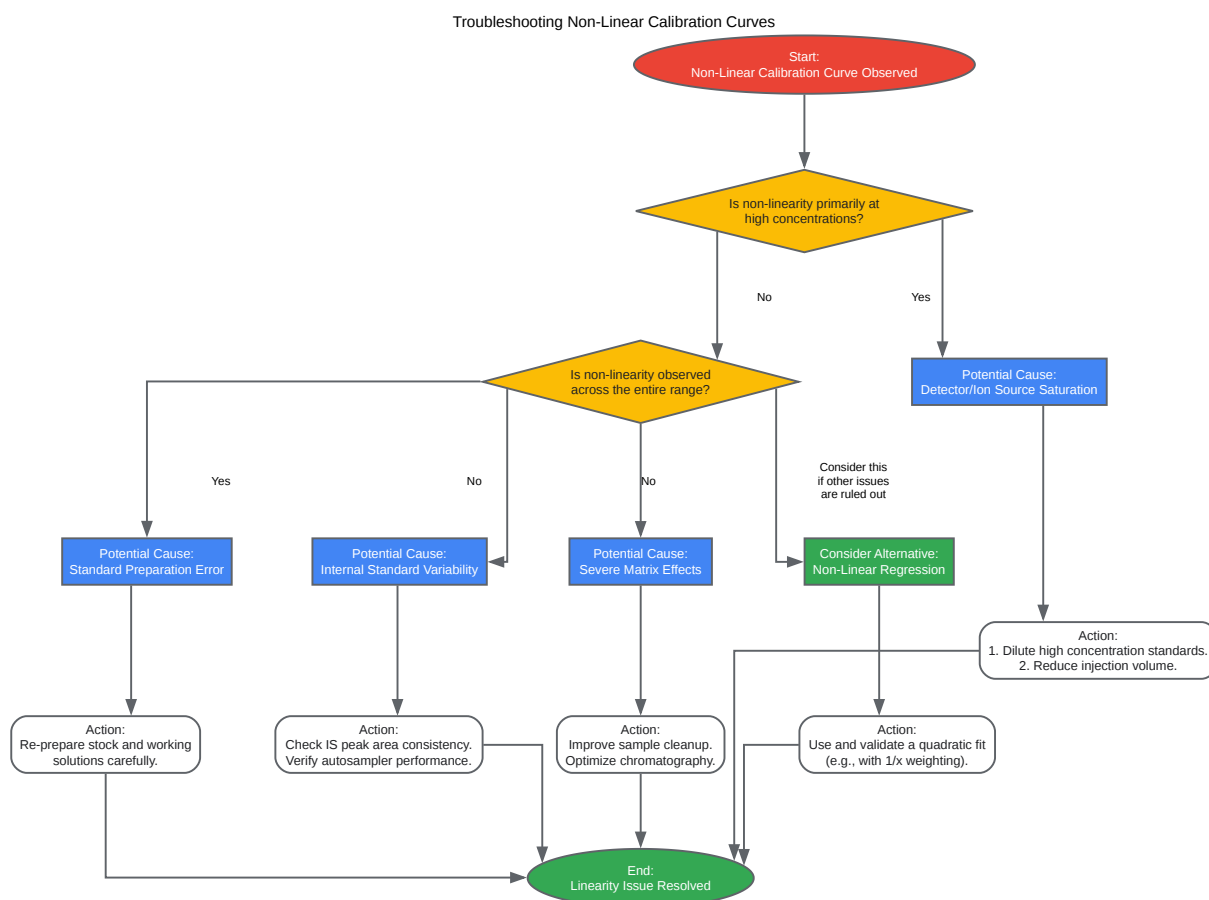 Troubleshooting Non-Linear Calibration Curves
Start:
Non-Linear Calibration Curve Observed
Is non-linearity primarily at
high concentrations?
No
Yes
Is non-linearity observed
across the entire range?
Potential Cause:
Detector/Ion Source Saturation
Yes
No
No
Consider this
if other issues
are ruled out
Potential Cause:
Standard Preparation Error
Potential Cause:
Internal Standard Variability
Potential Cause:
Severe Matrix Effects
Consider Alternative:
Non-Linear Regression
Action:
1. Dilute high concentration standards.
2. Reduce injection volume.
Action:
Re-prepare stock and working
solutions carefully.
Action:
Check IS peak area consistency.
Verify autosampler performance.
Action:
Improve sample cleanup.
Optimize chromatography.
Action:
Use and validate a quadratic fit
(e.g., with 1/x weighting).
End:
Linearity Issue Resolved